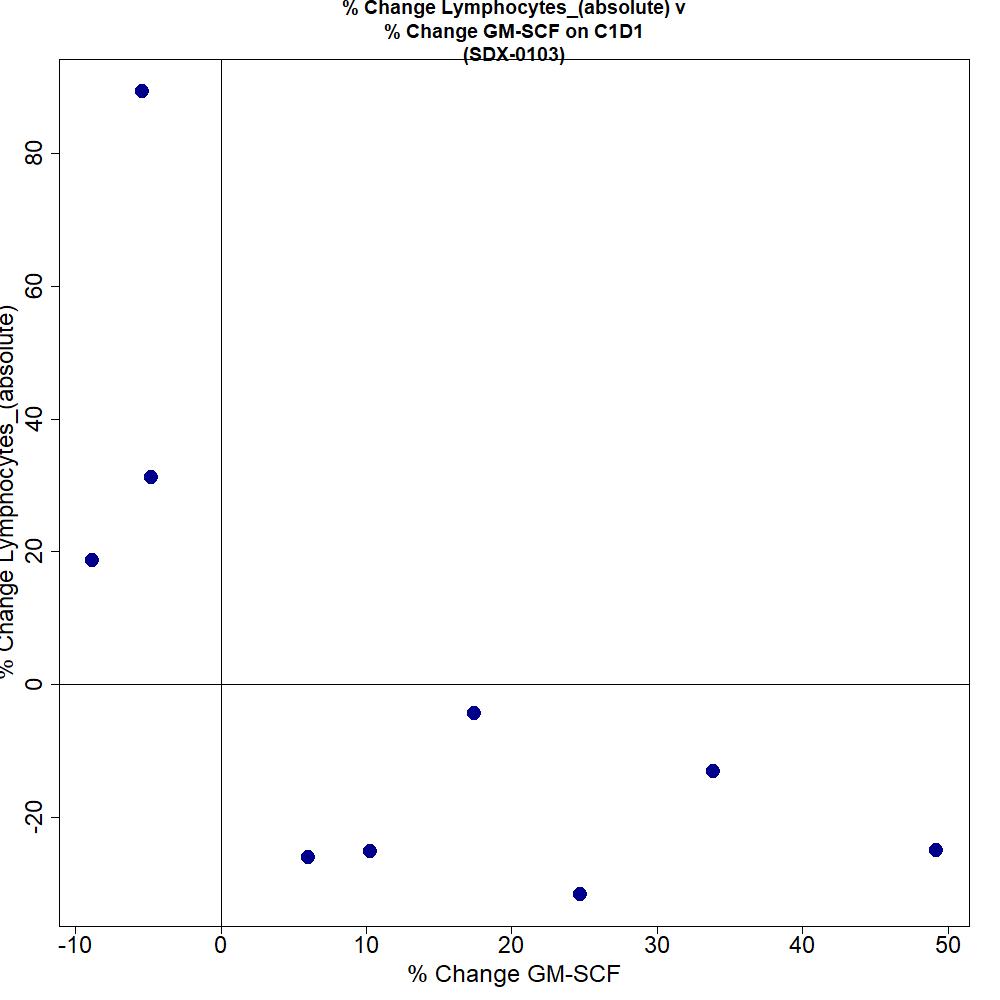 % Change Lymphocytes_(absolute) v
% Change GM-SCF on C1D1
(SDX-0103)
% Change Lymphocytes_(absolute)
80
60
40
20
0
-20
-10 0 10 20 30 40 50
% Change GM-SCF